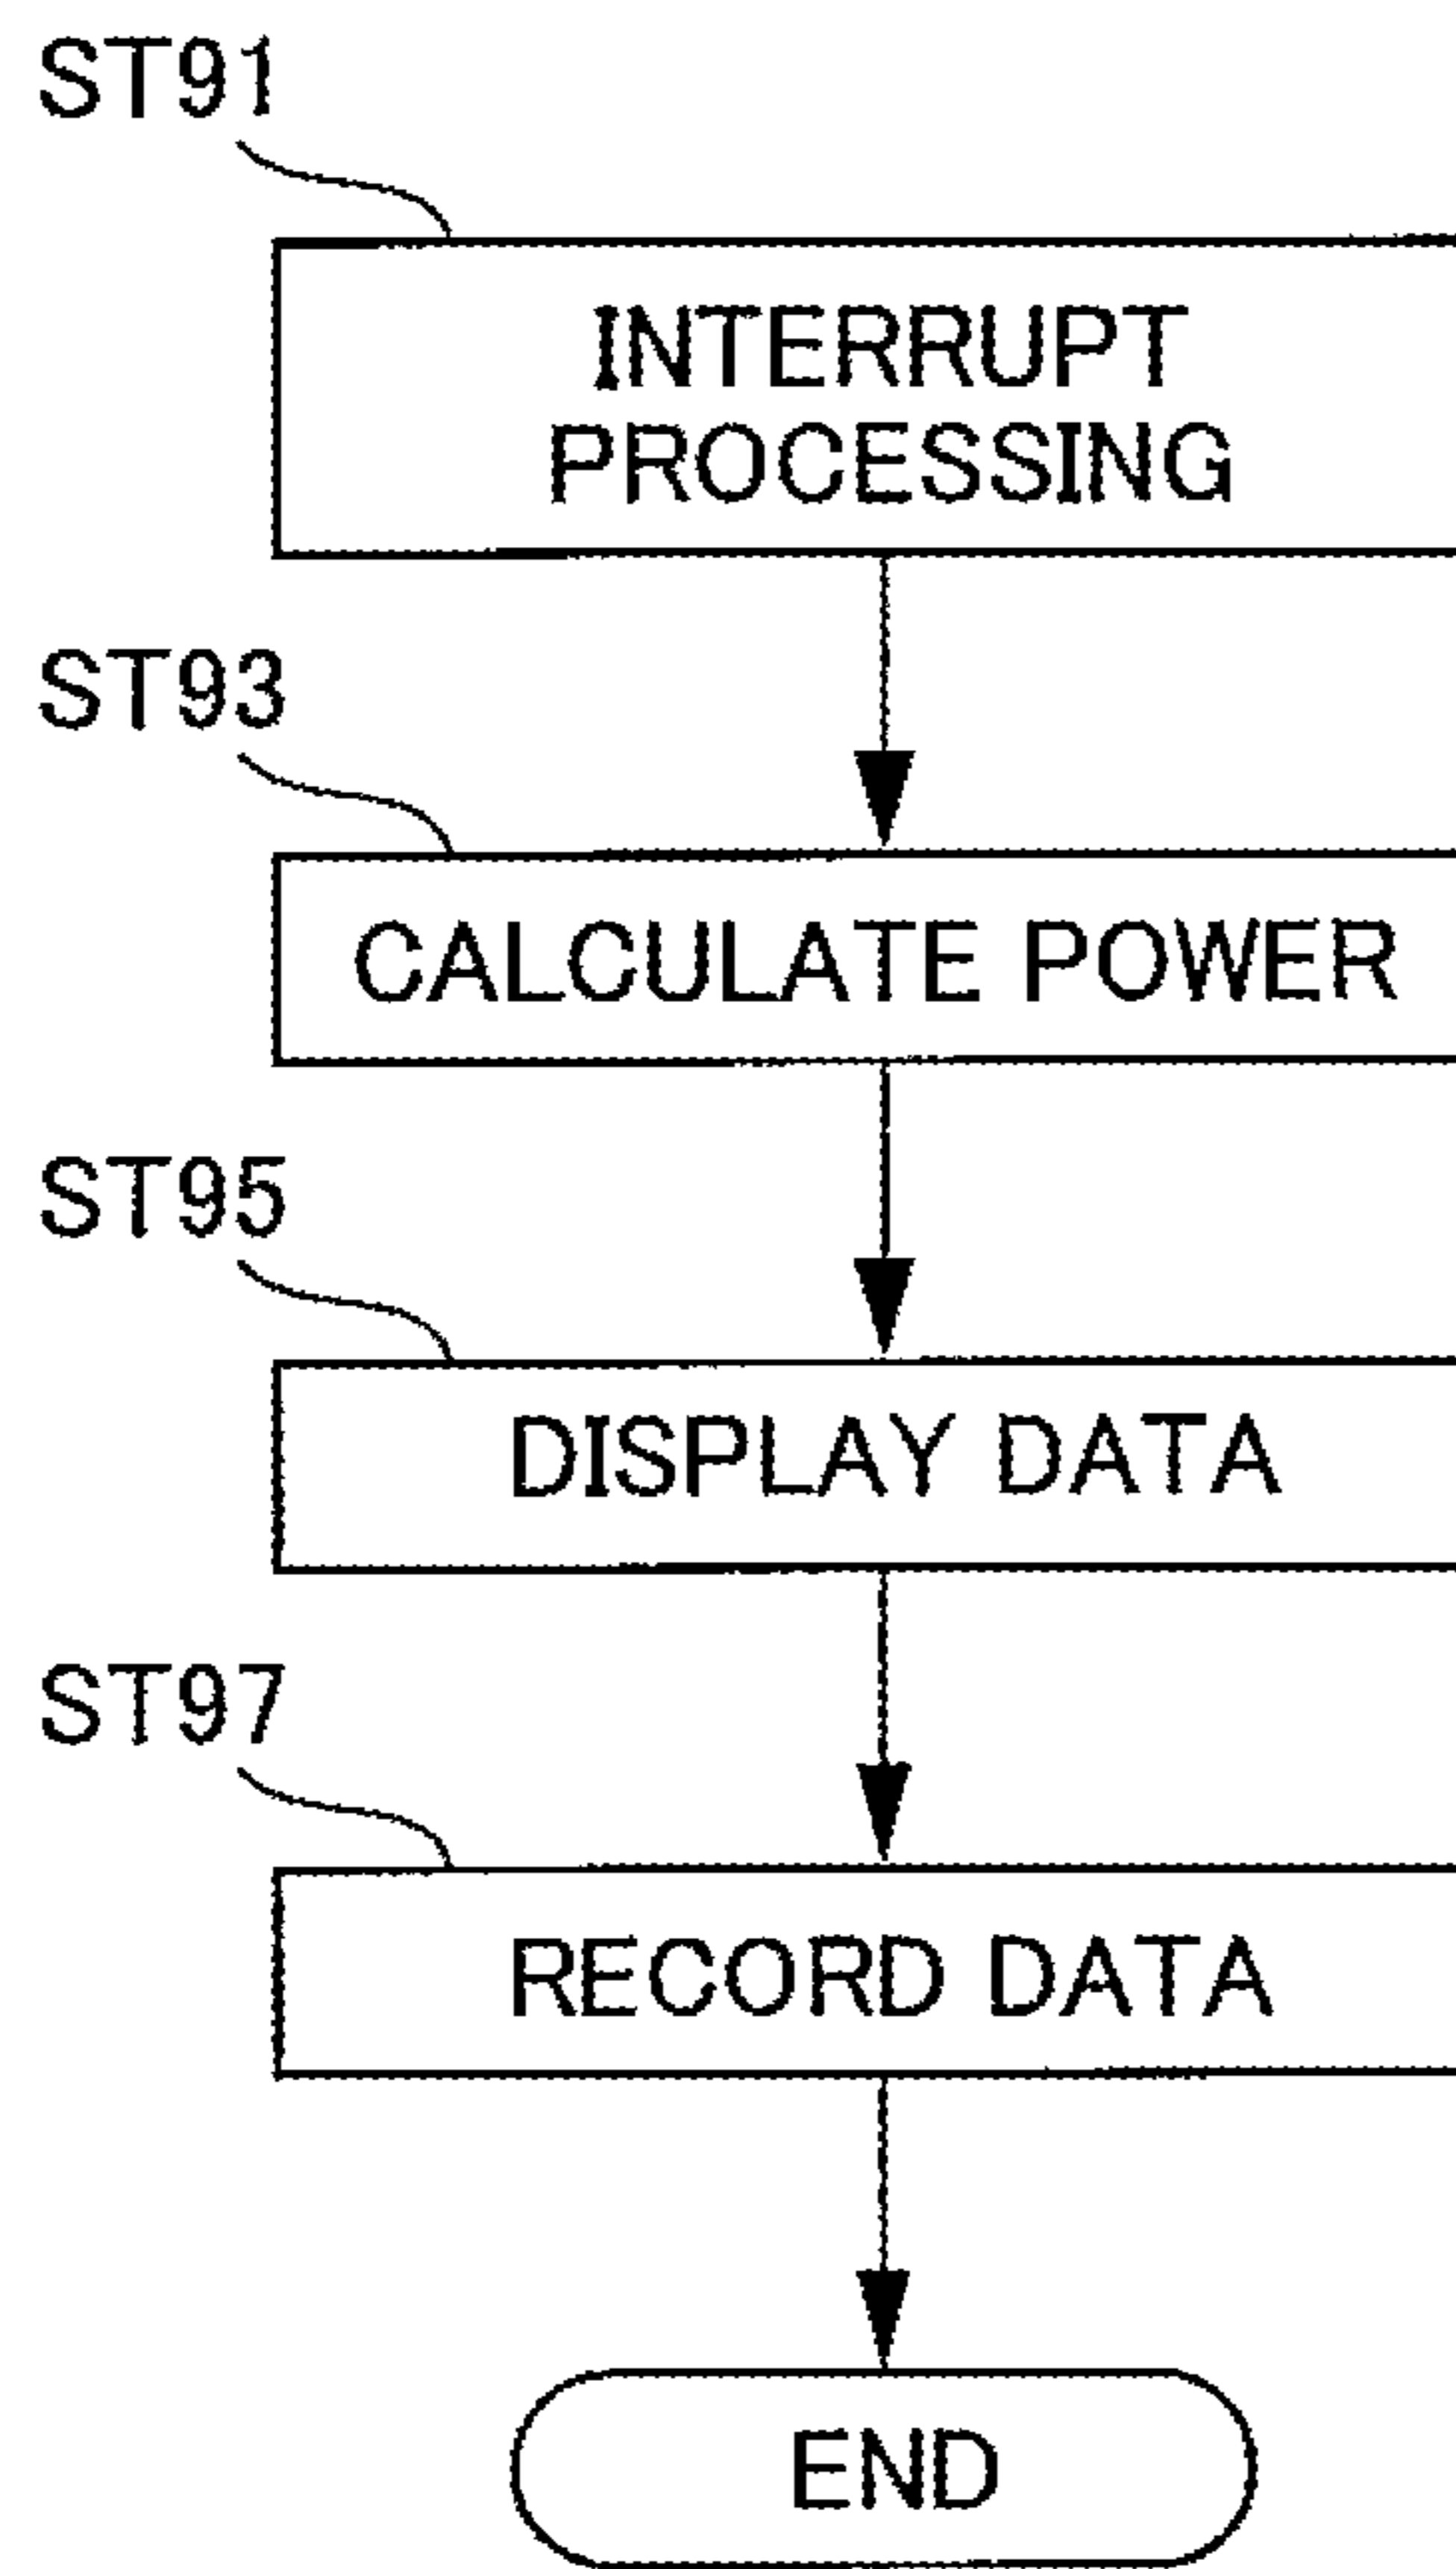 ST91
INTERRUPT
PROCESSING
ST93
CALCULATE POWER
ST95
DISPLAY DATA
ST97
RECORD DATA
END